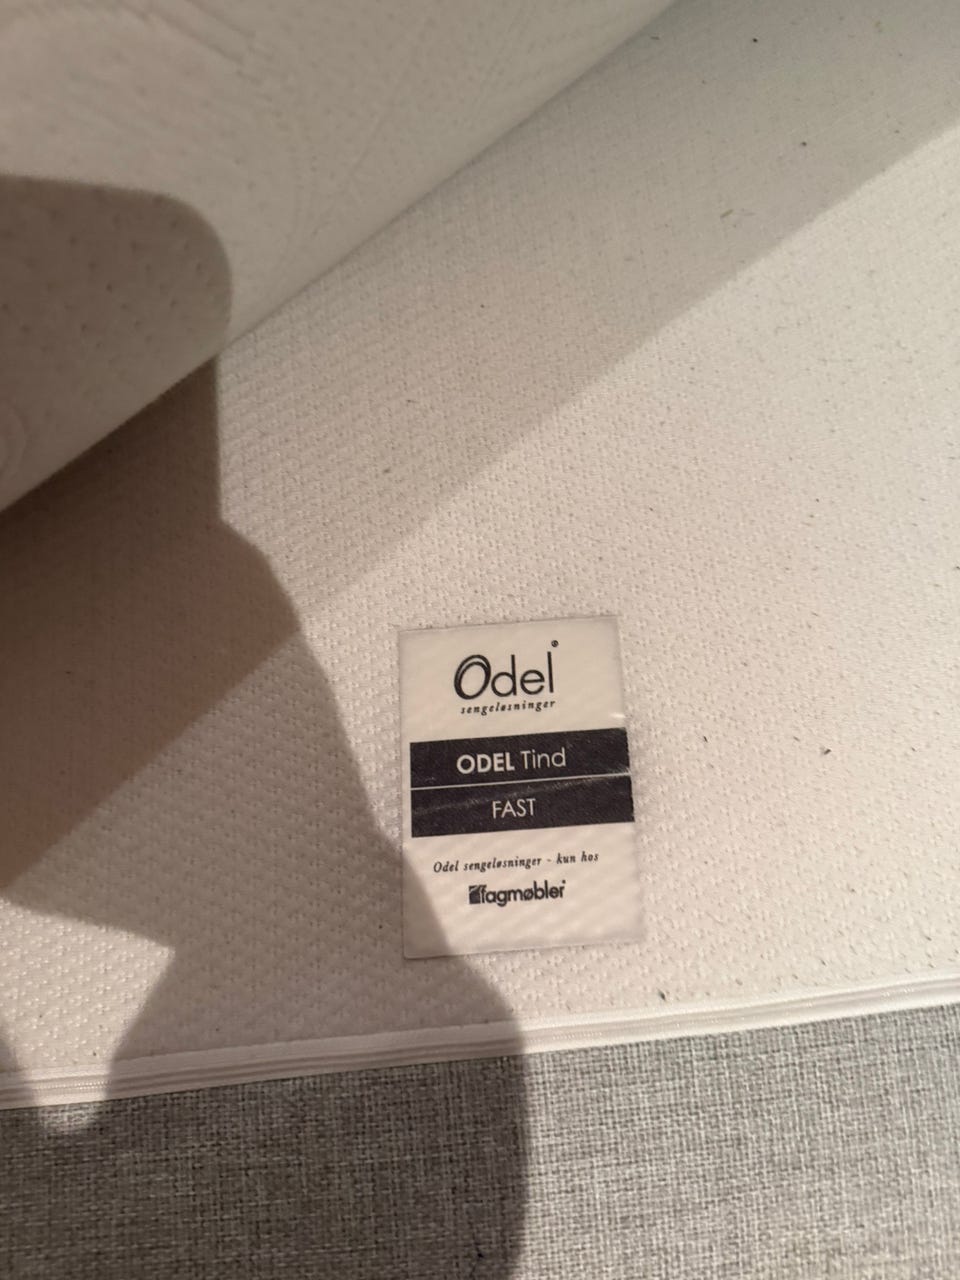 Odel®
sengeløsninger
ODEL Tind
FAST
Odel sengeløsninger - kun hos
fagmøbler